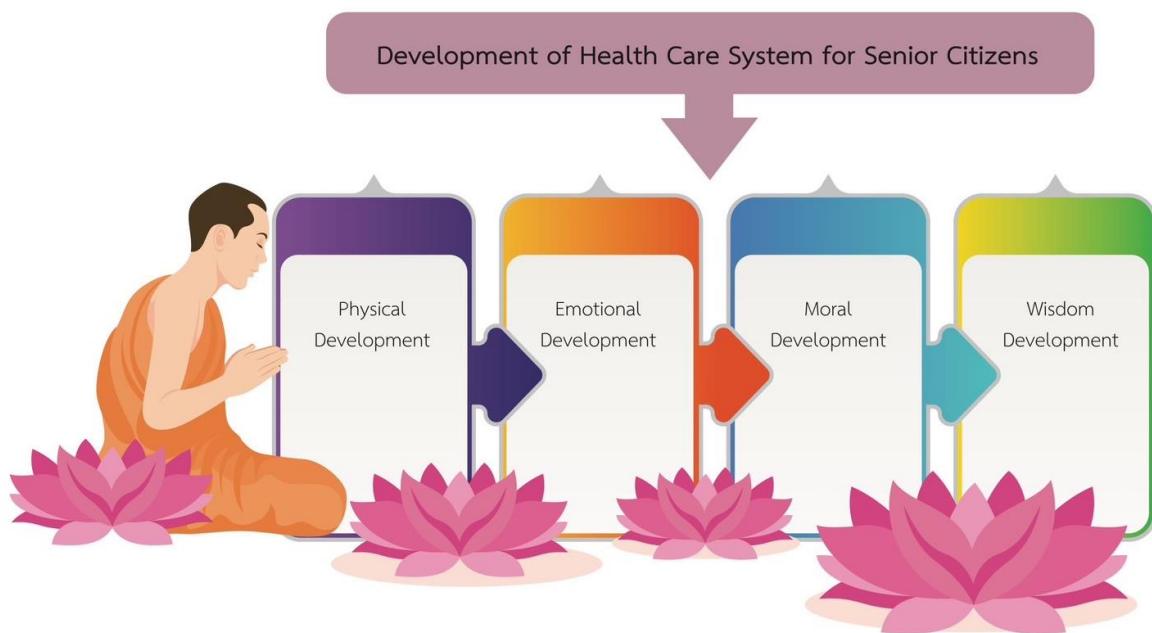 Development of Health Care System for Senior Citizens
Physical
Development
Emotional
Development
Moral
Development
Wisdom
Development